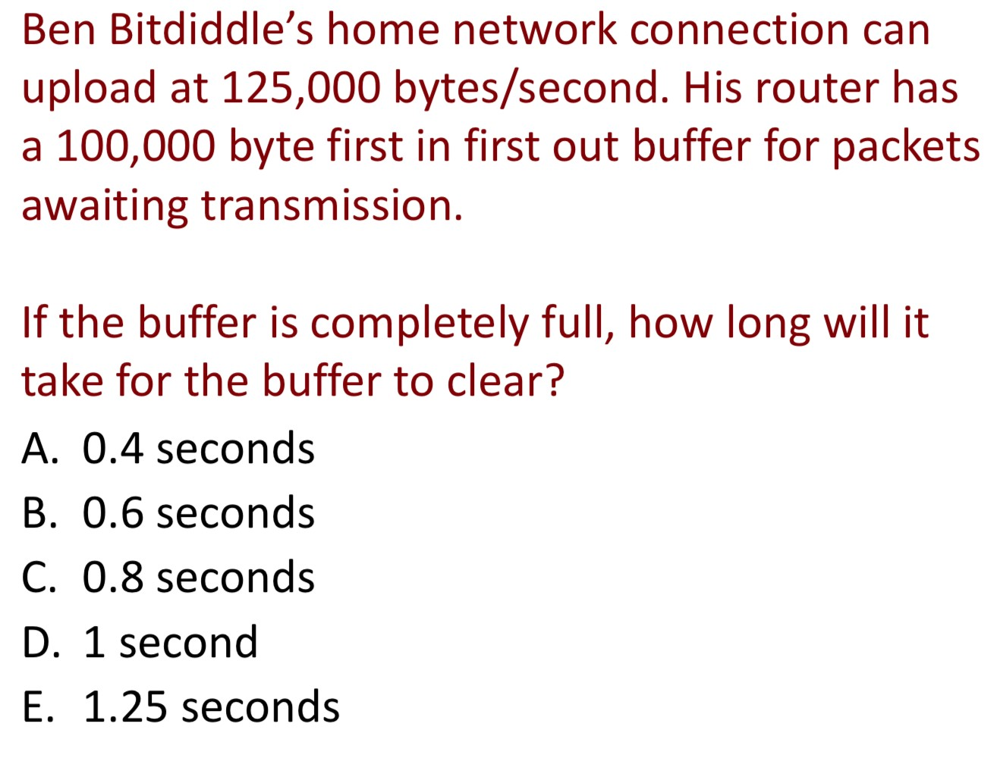 Ben Bitdiddle’s home network connection can
upload at 125,000 bytes/second. His router has
a 100,000 byte first in first out buffer for packets
awaiting transmission.
If the buffer is completely full, how long will it
take for the buffer to clear?
A. 0.4 seconds
B. 0.6 seconds
C. 0.8 seconds
D. 1 second
E. 1.25 seconds